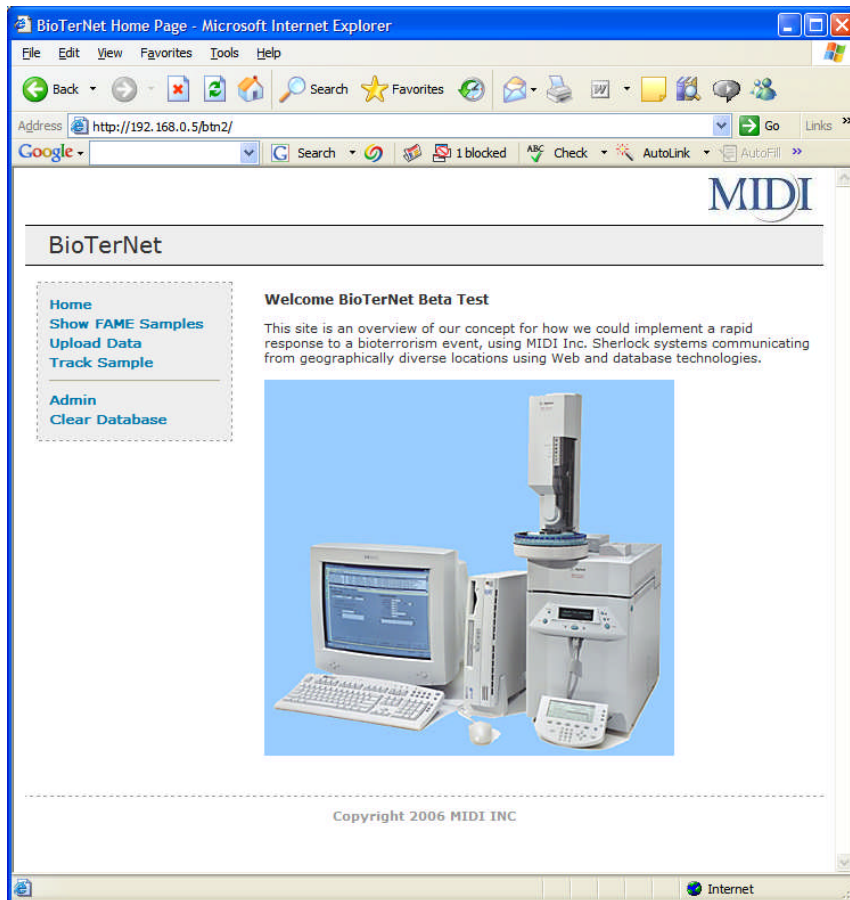 BioTerNet Home Page - Microsoft Internet Explorer
File Edit View Favorites Tools Help
Back Search Favorites
Address http://192.168.0.5/btn2/ Go Links »
Google Search 1 blocked ABC Check AutoLink AutoFill »
MIDI
BioTerNet
Home
Show FAME Samples
Upload Data
Track Sample
Admin
Clear Database
Welcome BioTerNet Beta Test
This site is an overview of our concept for how we could implement a rapid
response to a bioterrorism event, using MIDI Inc. Sherlock systems communicating
from geographically diverse locations using Web and database technologies.
Copyright 2006 MIDI INC
Internet